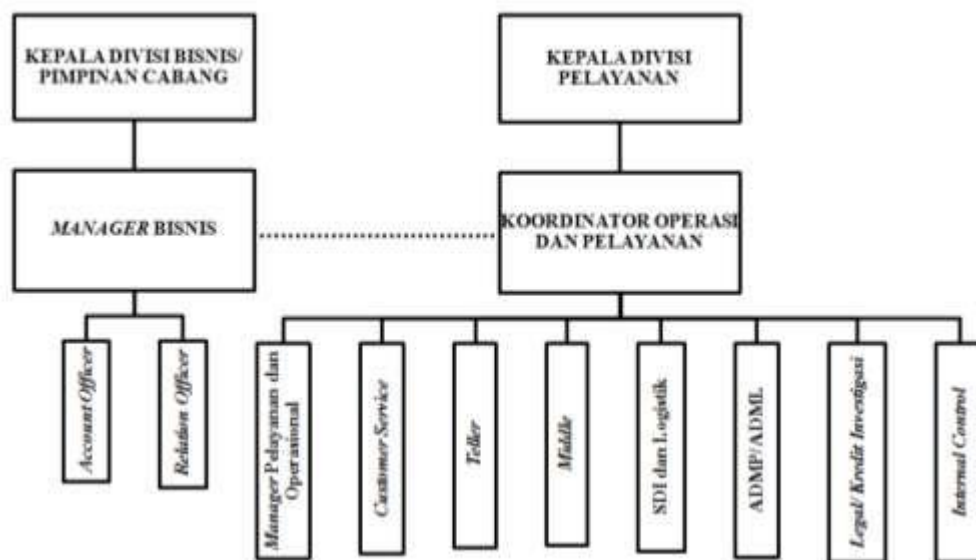 KEPALA DIVISI BISNIS/
PIMPINAN CABANG
KEPALA DIVISI
PELAYANAN
MANAGER BISNIS
KOORDINATOR OPERASI
DAN PELAYANAN
Account Officer
Relation Officer
Manager Pelayanan dan
Operasional
Customer Service
Teller
Middle
SDI dan Logistik
ADMP/ ADML
Legal/ Kredit Investigasi
Internal Control